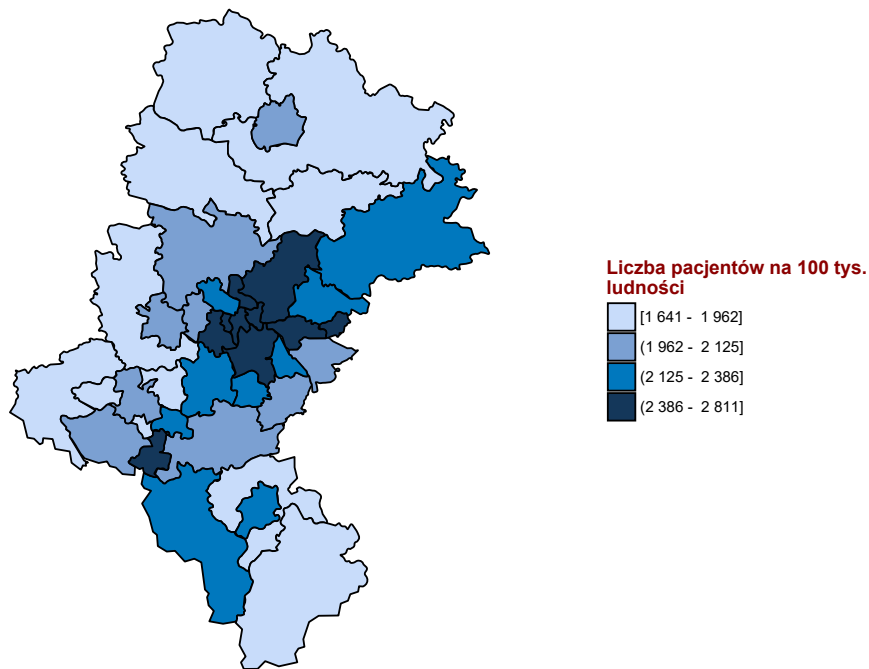 Liczba pacjentów na 100 tys.
ludności
[1 641 - 1 962]
(1 962 - 2 125]
(2 125 - 2 386]
(2 386 - 2 811]